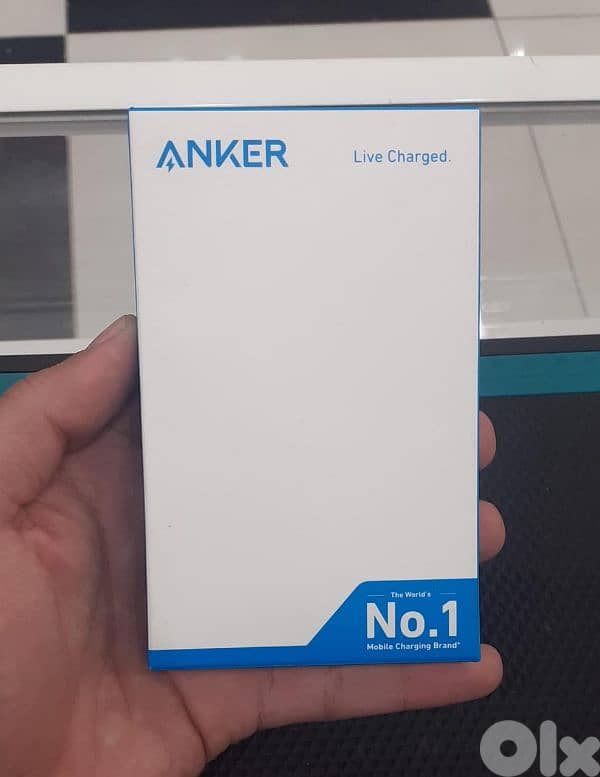 ANKER
Live Charged.
The World's
No.1
Mobile Charging Brand*
Olx